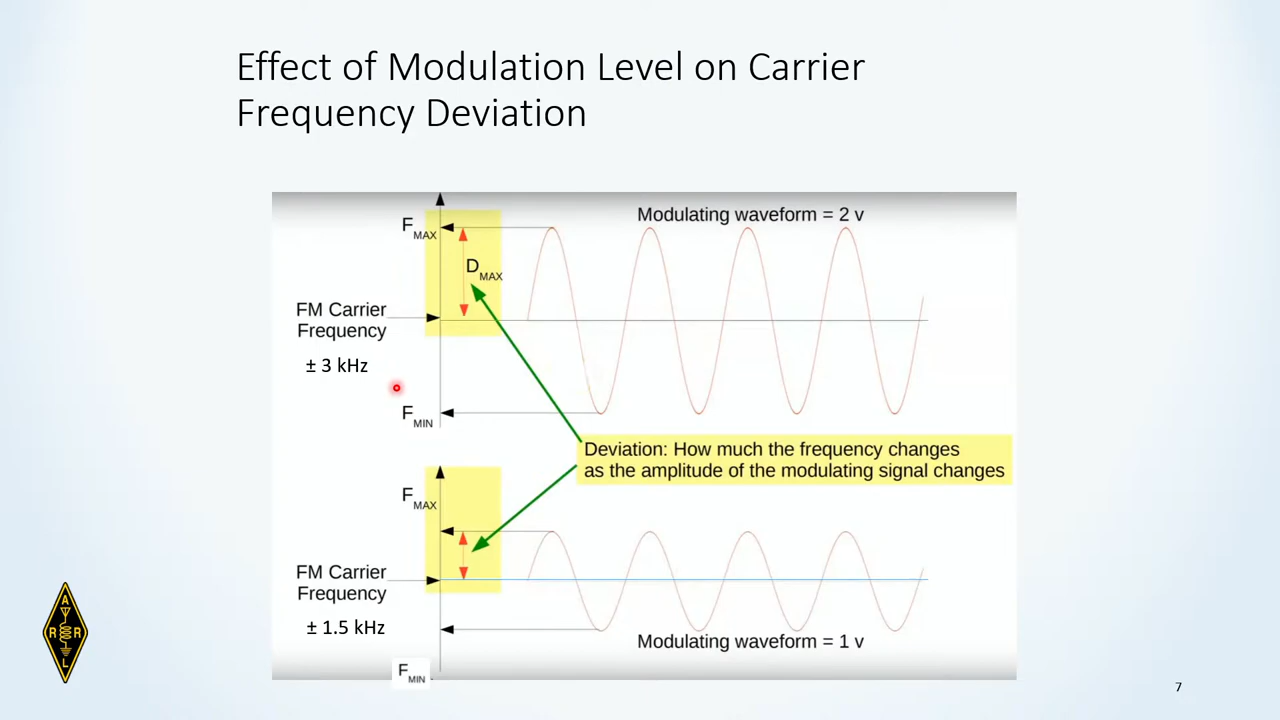 Effect of Modulation Level on Carrier
Frequency Deviation
Modulating waveform = 2 v
FMAX
DMAX
FM Carrier
Frequency
± 3 kHz
FMIN
Deviation: How much the frequency changes
as the amplitude of the modulating signal changes
FMAX
FM Carrier
Frequency
± 1.5 kHz
Modulating waveform = 1 v
FMIN
A
R R
L
7